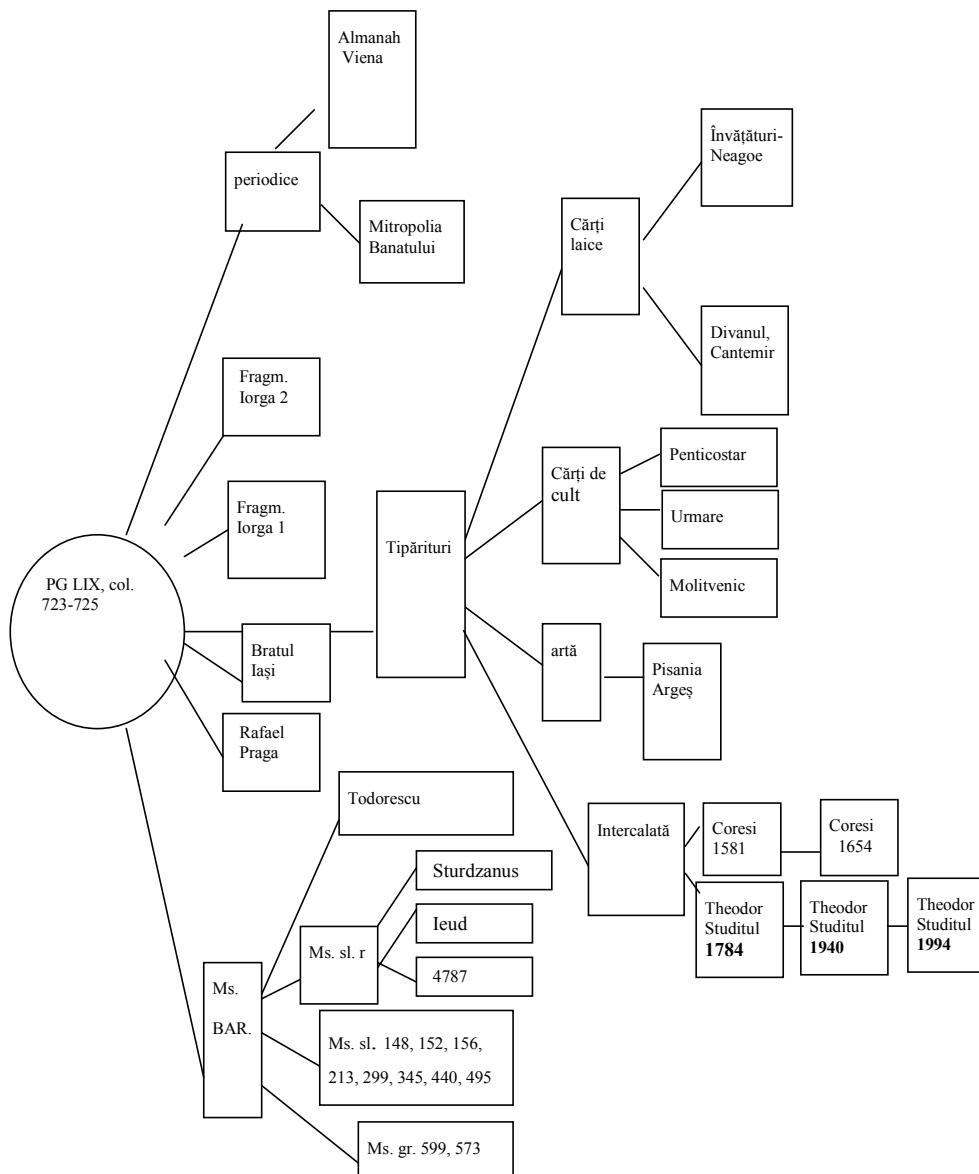 Almanah
Viena
periodice
Mitropolia
Banatului
Fragm.
Iorga 2
Fragm.
Iorga 1
PG LIX, col.
723-725
Bratul
Iași
Rafael
Praga
Tipărituri
Cărți
laice
Învățături-
Neagoe
Divanul,
Cantemir
Cărți de
cult
Penticostar
Urmare
Molitvenic
artă
Pisania
Argeș
Intercalată
Coresi
1581
Coresi
1654
Theodor
Studitul
1784
Theodor
Studitul
1940
Theodor
Studitul
1994
Ms.
BAR.
Todorescu
Ms. sl. r
Sturdzanus
Ieud
4787
Ms. sl. 148, 152, 156,
213, 299, 345, 440, 495
Ms. gr. 599, 573